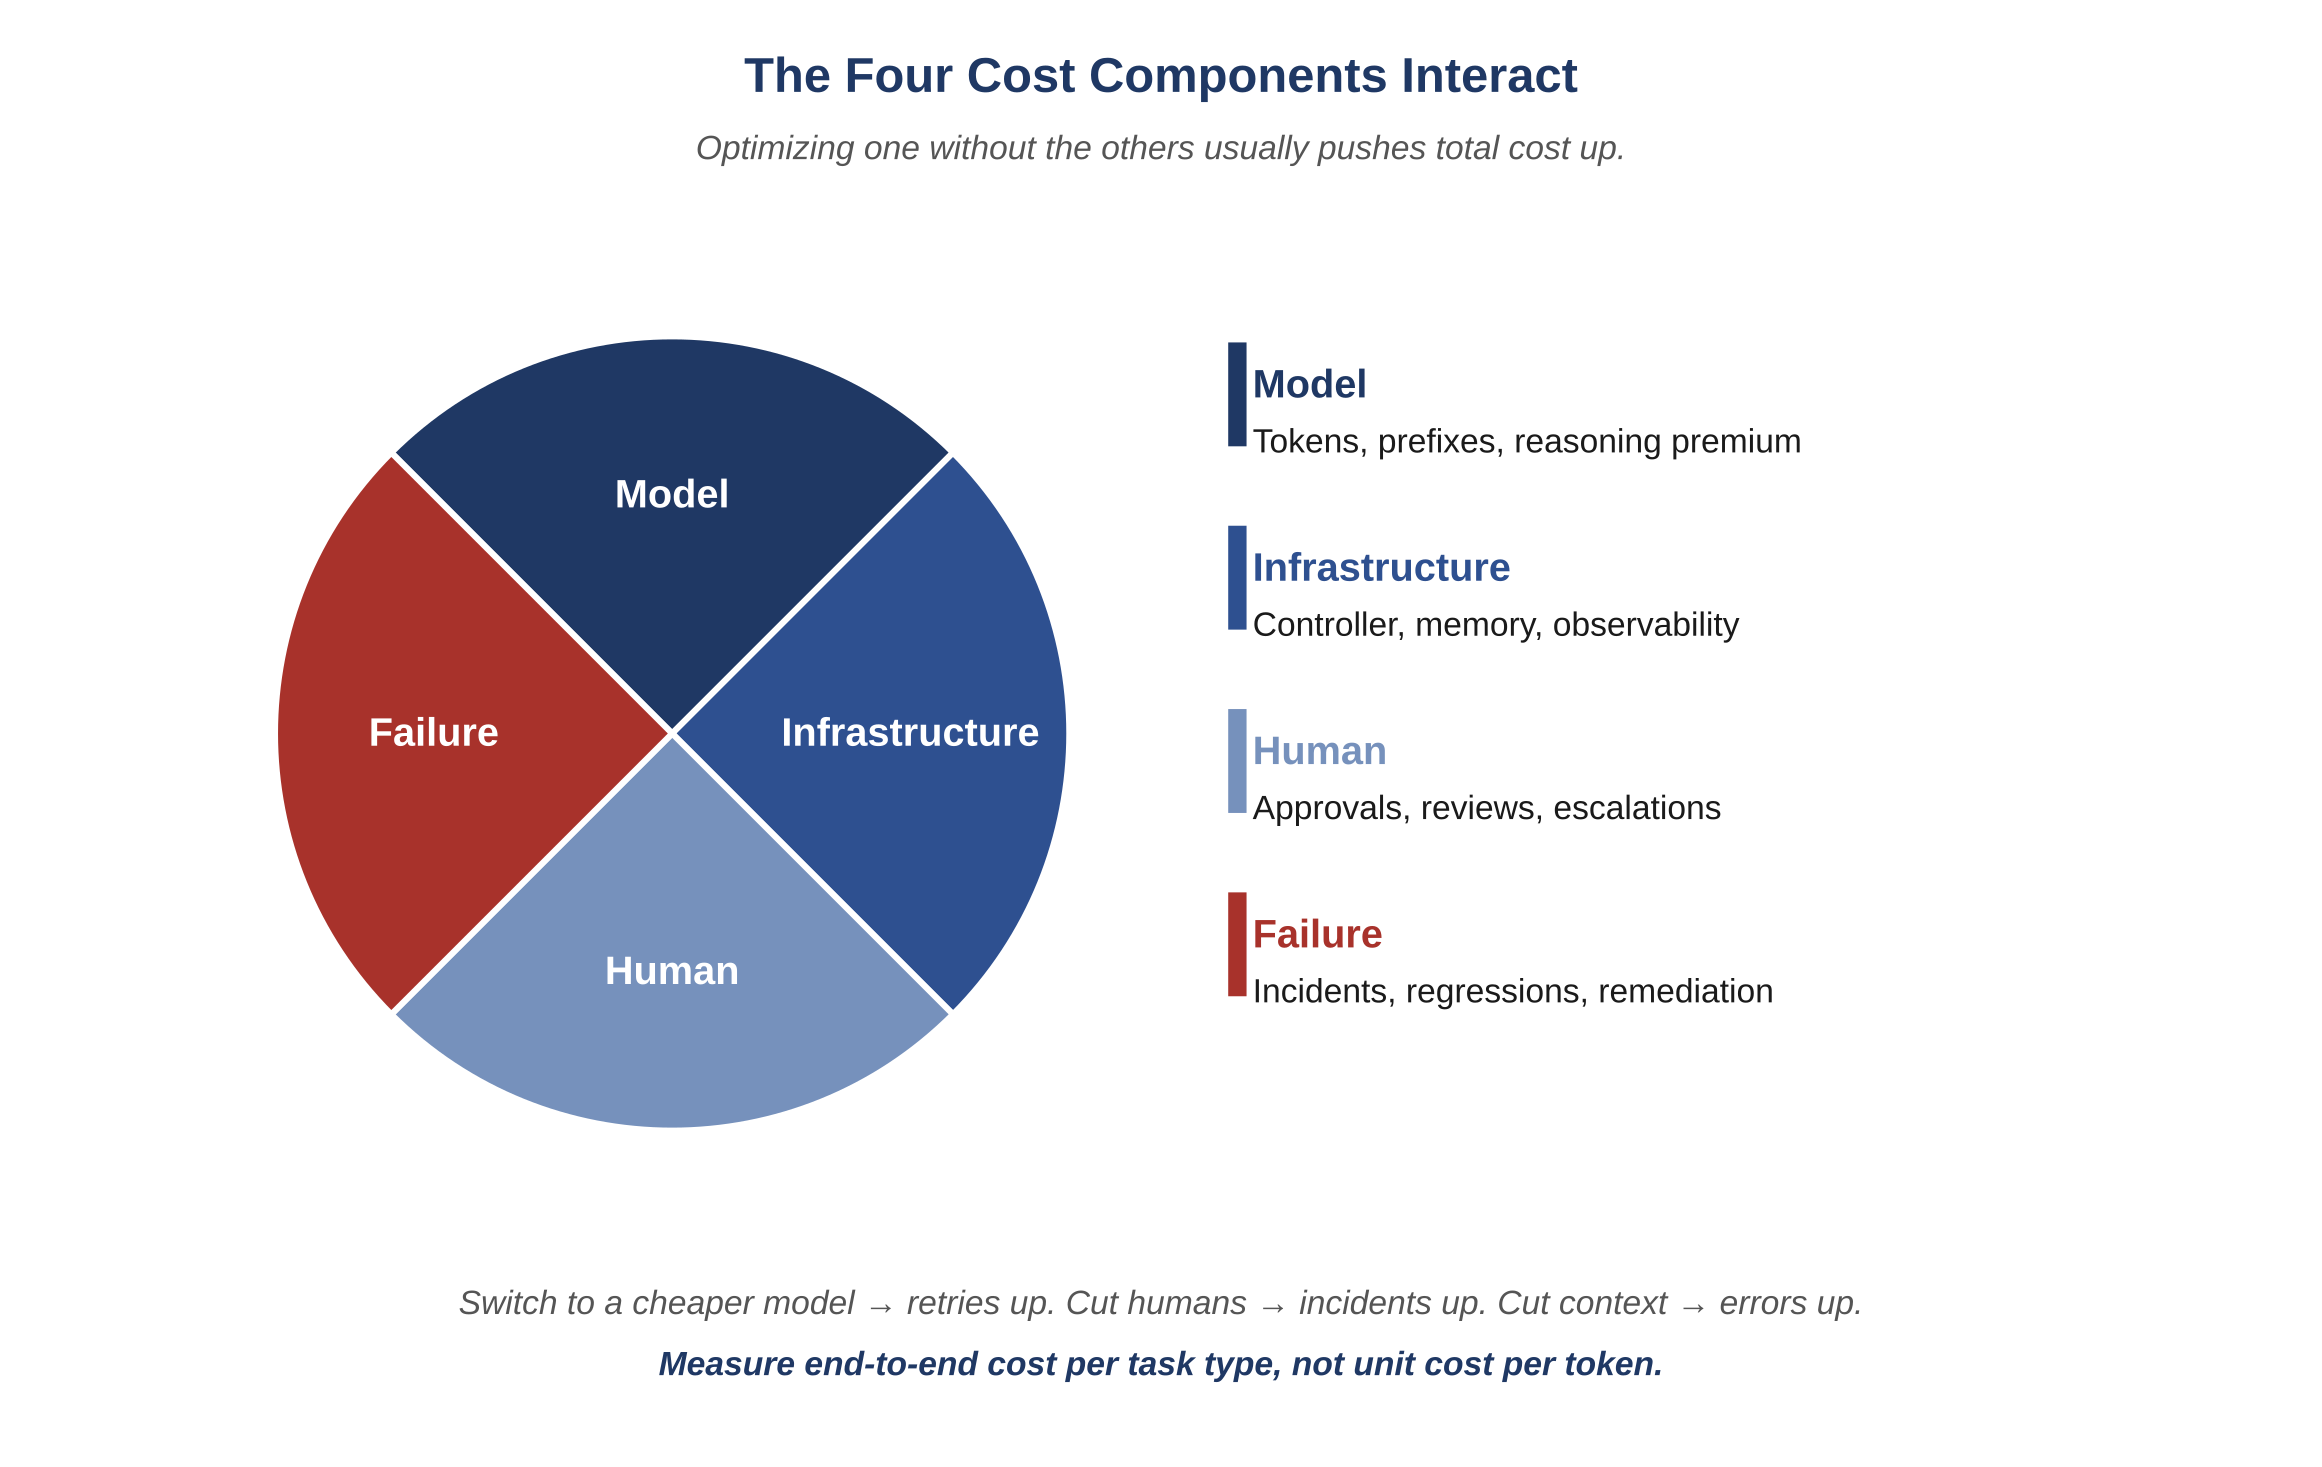 The Four Cost Components Interact
Optimizing one without the others usually pushes total cost up.
Model
Failure
Infrastructure
Human
Model
Tokens, prefixes, reasoning premium
Infrastructure
Controller, memory, observability
Human
Approvals, reviews, escalations
Failure
Incidents, regressions, remediation
Switch to a cheaper model → retries up. Cut humans → incidents up. Cut context → errors up.
Measure end-to-end cost per task type, not unit cost per token.